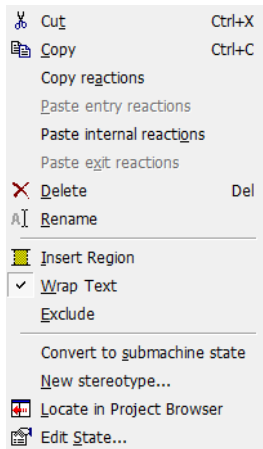 Cut Ctrl+X
Copy Ctrl+C
Copy reactions
Paste entry reactions
Paste internal reactions
Paste exit reactions
Delete Del
Rename
Insert Region
Wrap Text
Exclude
Convert to submachine state
New stereotype...
Locate in Project Browser
Edit State...